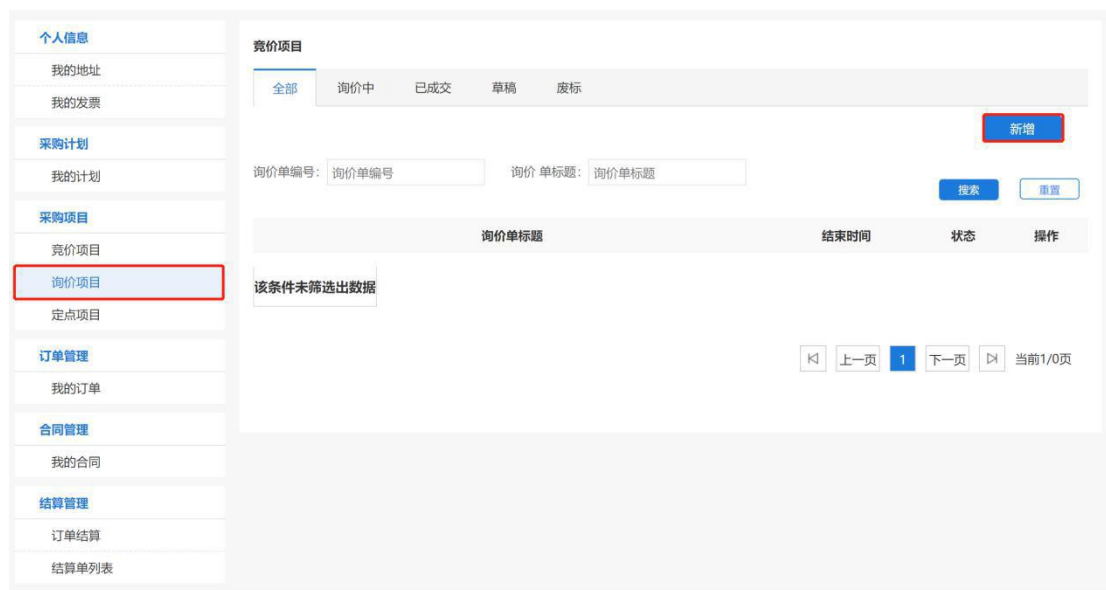 个人信息
我的地址
我的发票
采购计划
我的计划
采购项目
竞价项目
询价项目
定点项目
订单管理
我的订单
合同管理
我的合同
结算管理
订单结算
结算单列表
竞价项目
全部 询价中 已成交 草稿 废标
新增
询价单编号： 询价单编号 询价 单标题： 询价单标题
搜索 重置
询价单标题 结束时间 状态 操作
该条件未筛选出数据
上一页 1 下一页 当前1/0页